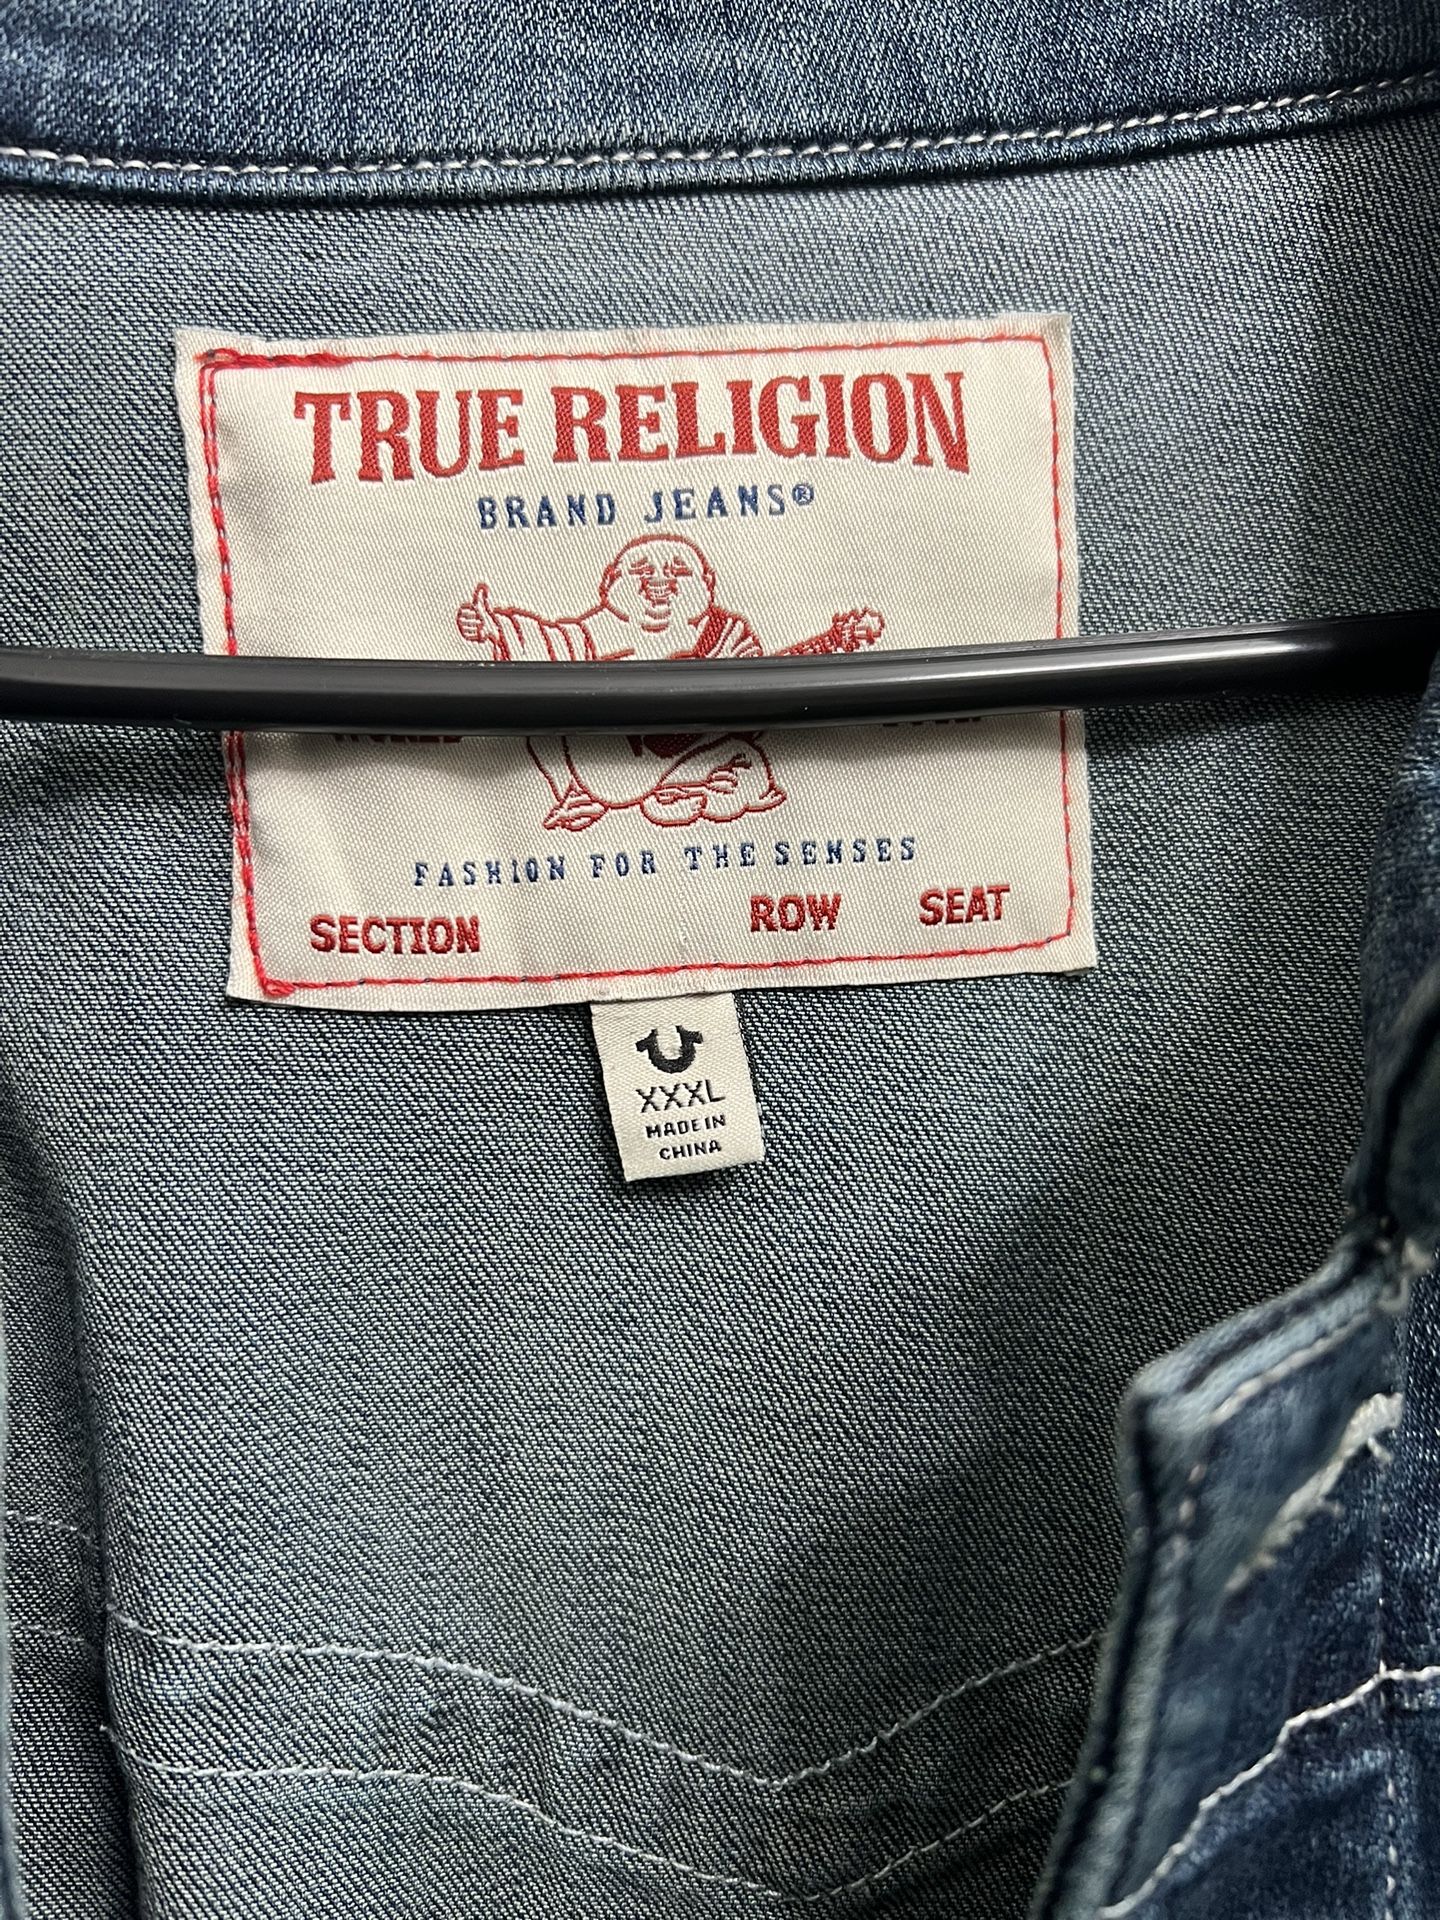 TRUE RELIGION
BRAND JEANS®
FASHION FOR THE SENSES
SECTION ROW SEAT
XXXL
MADE IN
CHINA